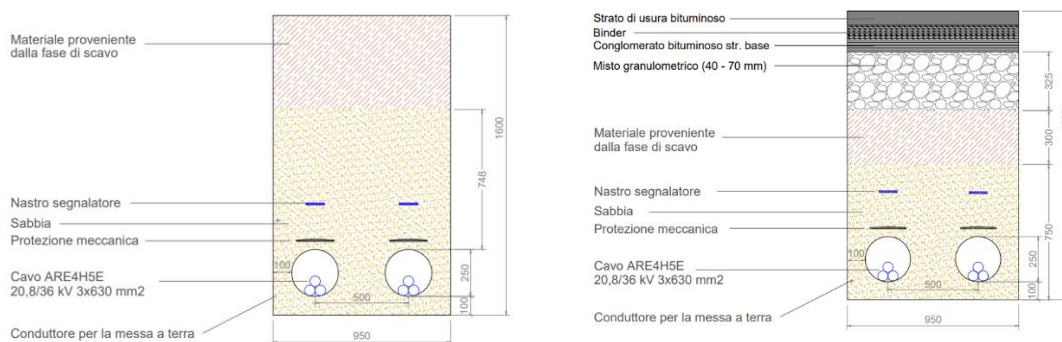 Materiale proveniente
dalla fase di scavo
Nastro segnalatore
Sabbia
Protezione meccanica
Cavo ARE4H5E
20,8/36 kV 3x630 mm2
Conduttore per la messa a terra
1600
748
250
100
100
500
950
Strato di usura bituminoso
Binder
Conglomerato bituminoso str. base
Misto granulometrico (40 - 70 mm)
Materiale proveniente
dalla fase di scavo
Nastro segnalatore
Sabbia
Protezione meccanica
Cavo ARE4H5E
20,8/36 kV 3x630 mm2
Conduttore per la messa a terra
325
300
750
250
100
100
500
950